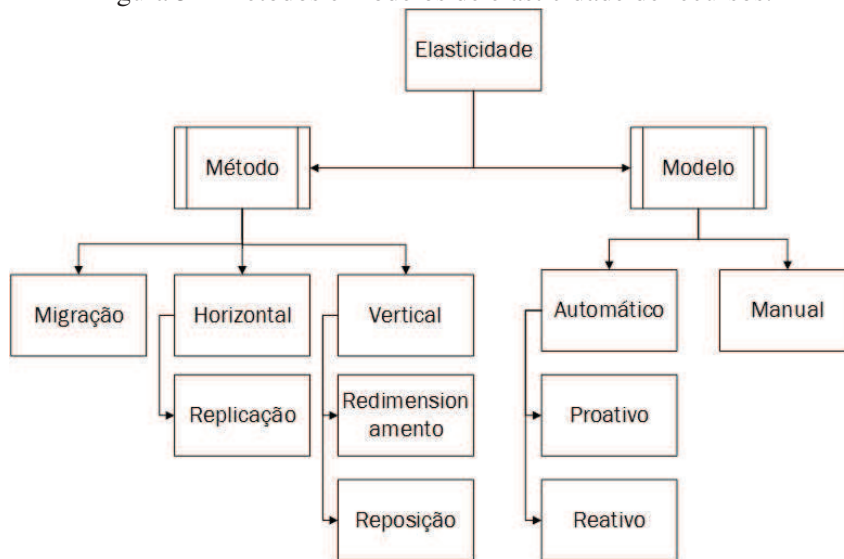 Elasticidade
Método
Modelo
Migração
Horizontal
Vertical
Automático
Manual
Replicação
Redimension
amento
Proativo
Reposição
Reativo